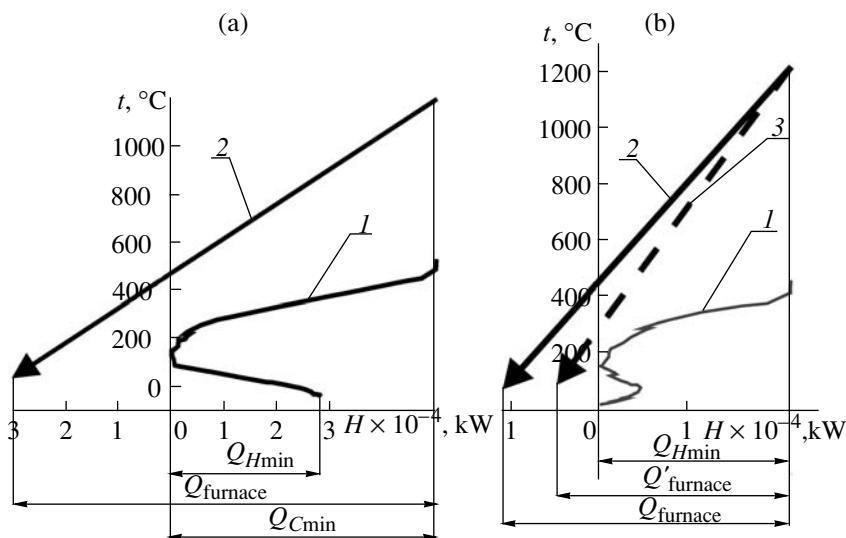 (a)
t, °C
1000
800
600
400
200
0
2
1
3 2 1 0 1 2 3 H × 10⁻⁴, kW
Q_Hmin
Q_furnace
Q_Cmin
(b)
t, °C
1200
1000
800
600
400
200
0
2
3
1
1 0 1 H × 10⁻⁴, kW
Q_Hmin
Q′_furnace
Q_furnace